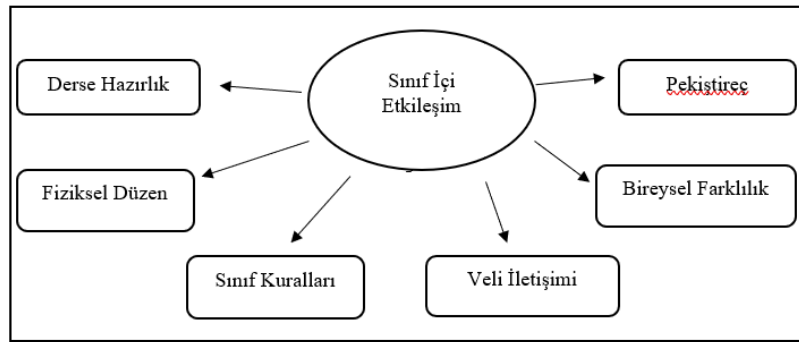 Sınıf İçi
Etkileşim
Derse Hazırlık
Pekiştireç
Fiziksel Düzen
Bireysel Farklılık
Sınıf Kuralları
Veli İletişimi